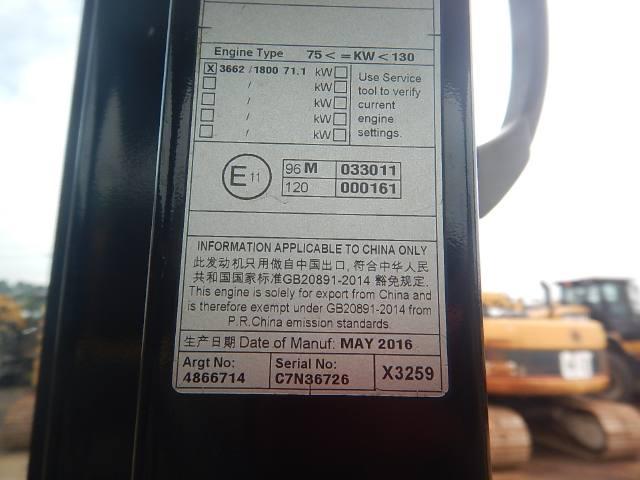 Engine Type 75 < = KW < 130
X 3662 / 1800 71.1 kW
/ kW
/ kW
/ kW
/ kW
Use Service
tool to verify
current
engine
settings.
E11
96 M 033011
120 000161
INFORMATION APPLICABLE TO CHINA ONLY
此发动机只用做自中国出口, 符合中华人民
共和国国家标准GB20891-2014 豁免规定.
This engine is solely for export from China and
is therefore exempt under GB20891-2014 from
P.R.China emission standards
生产日期 Date of Manuf: MAY 2016
Argt No: Serial No:
4866714 C7N36726 X3259